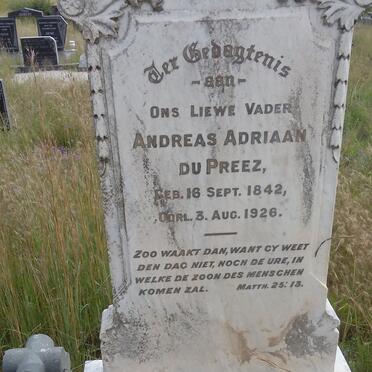 Ter Gedagtenis
- aan -
Ons Liewe Vader
Andreas Adriaan
du Preez,
Geb. 16 Sept. 1842,
Oorl. 3. Aug. 1926.
Zoo waakt dan, want gy weet
den dag niet, noch de ure, in
welke de Zoon des Menschen
komen zal. Matth. 25:13.